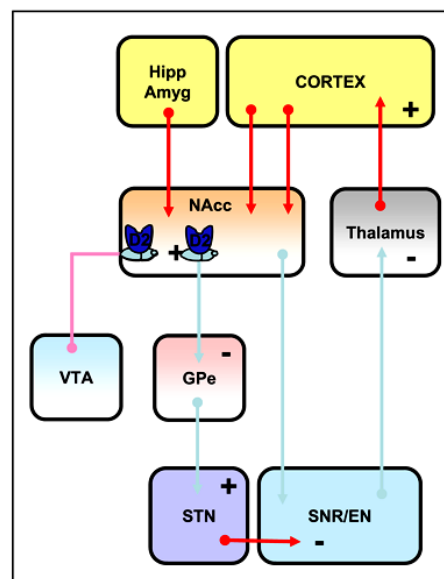 Hipp
Amyg
CORTEX
+
NAcc
D2
+
D2
Thalamus
-
VTA
-
GPe
+
STN
SNR/EN
-